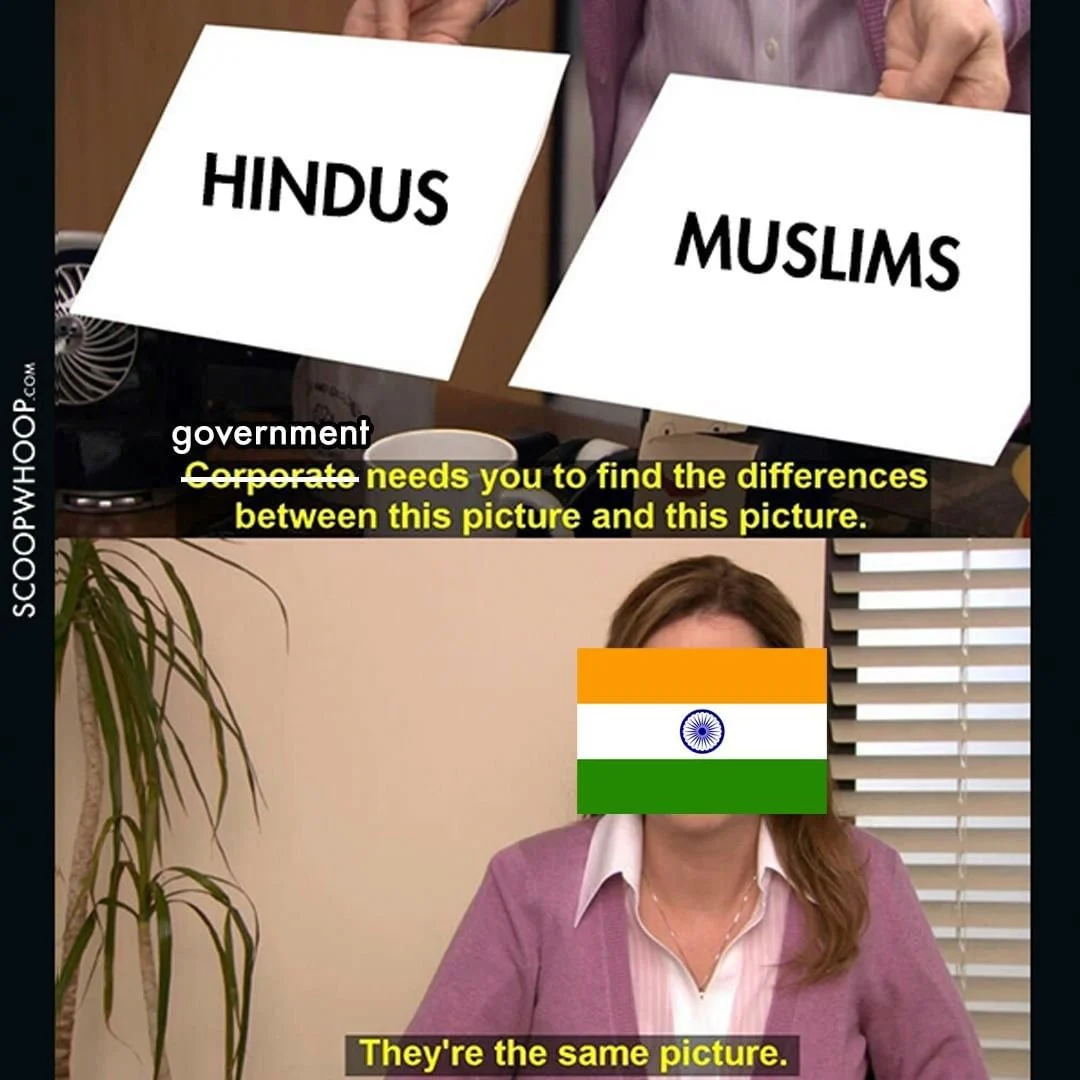 HINDUS
MUSLIMS
government
Corporate needs you to find the differences
between this picture and this picture.
They're the same picture.
SCOOPWHOOP.COM